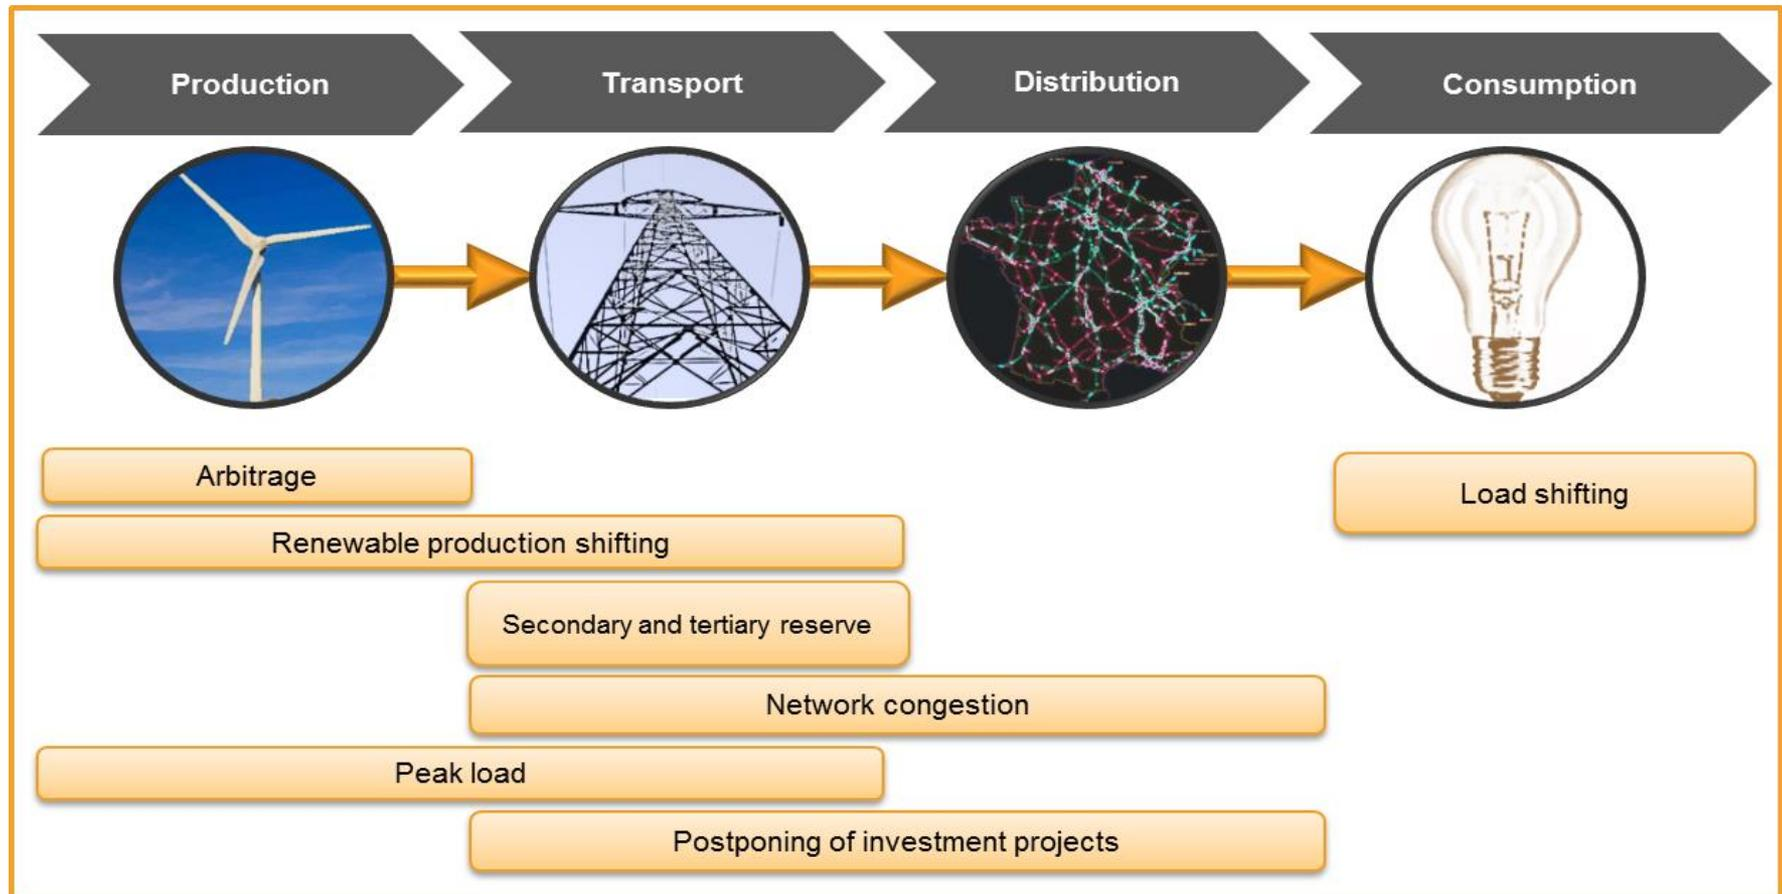 Production
Transport
Distribution
Consumption
Arbitrage
Load shifting
Renewable production shifting
Secondary and tertiary reserve
Network congestion
Peak load
Postponing of investment projects